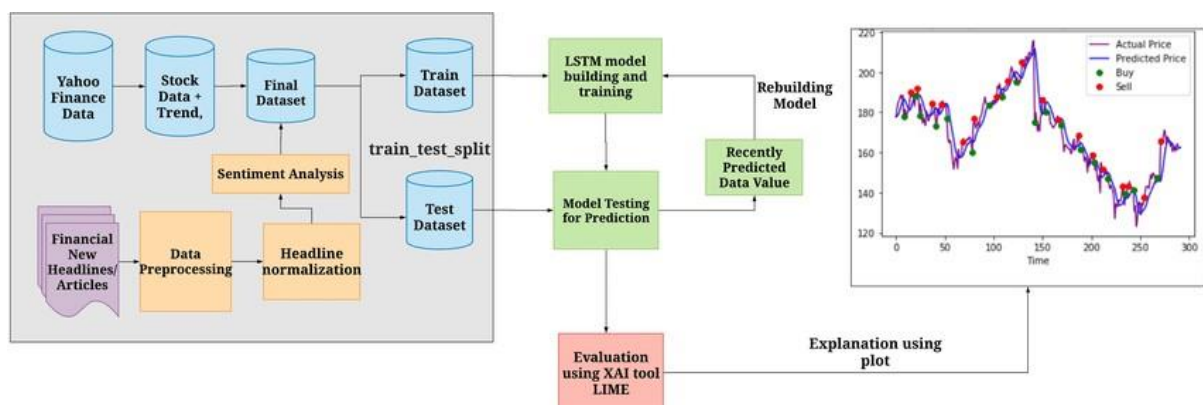 Yahoo
Finance
Data
Stock
Data +
Trend,
Final
Dataset
Train
Dataset
train_test_split
Test
Dataset
Sentiment Analysis
Financial
New
Headlines/
Articles
Data
Preprocessing
Headline
normalization
LSTM model
building and
training
Rebuilding
Model
Recently
Predicted
Data Value
Model Testing
for Prediction
Evaluation
using XAI tool
LIME
Explanation using
plot
220
200
180
160
140
120
0
50
100
150
200
250
300
Time
Actual Price
Predicted Price
Buy
Sell